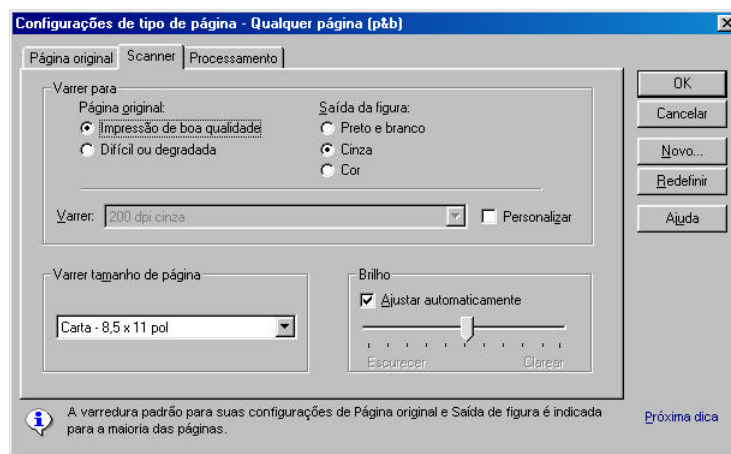 Configurações de tipo de página - Qualquer página (p&b)
Página original Scanner Processamento
Varrer para
Página original:
Impressão de boa qualidade
Difícil ou degradada
Saída da figura:
Preto e branco
Cinza
Cor
Varrer: 200 dpi cinza Personalizar
Varrer tamanho de página
Carta - 8,5 x 11 pol
Brilho
Ajustar automaticamente
Escurecer Clarear
OK
Cancelar
Novo...
Redefinir
Ajuda
A varredura padrão para suas configurações de Página original e Saída de figura é indicada
para a maioria das páginas.
Próxima dica